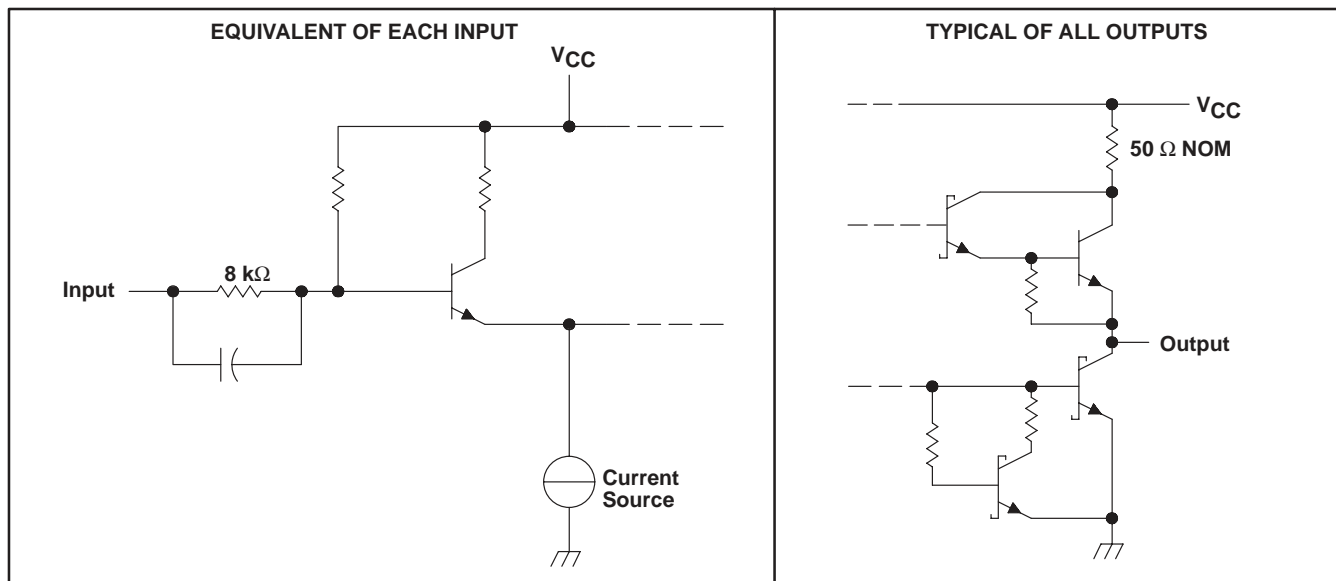 EQUIVALENT OF EACH INPUT
VCC
8 kΩ
Input
Current
Source
TYPICAL OF ALL OUTPUTS
VCC
50 Ω NOM
Output